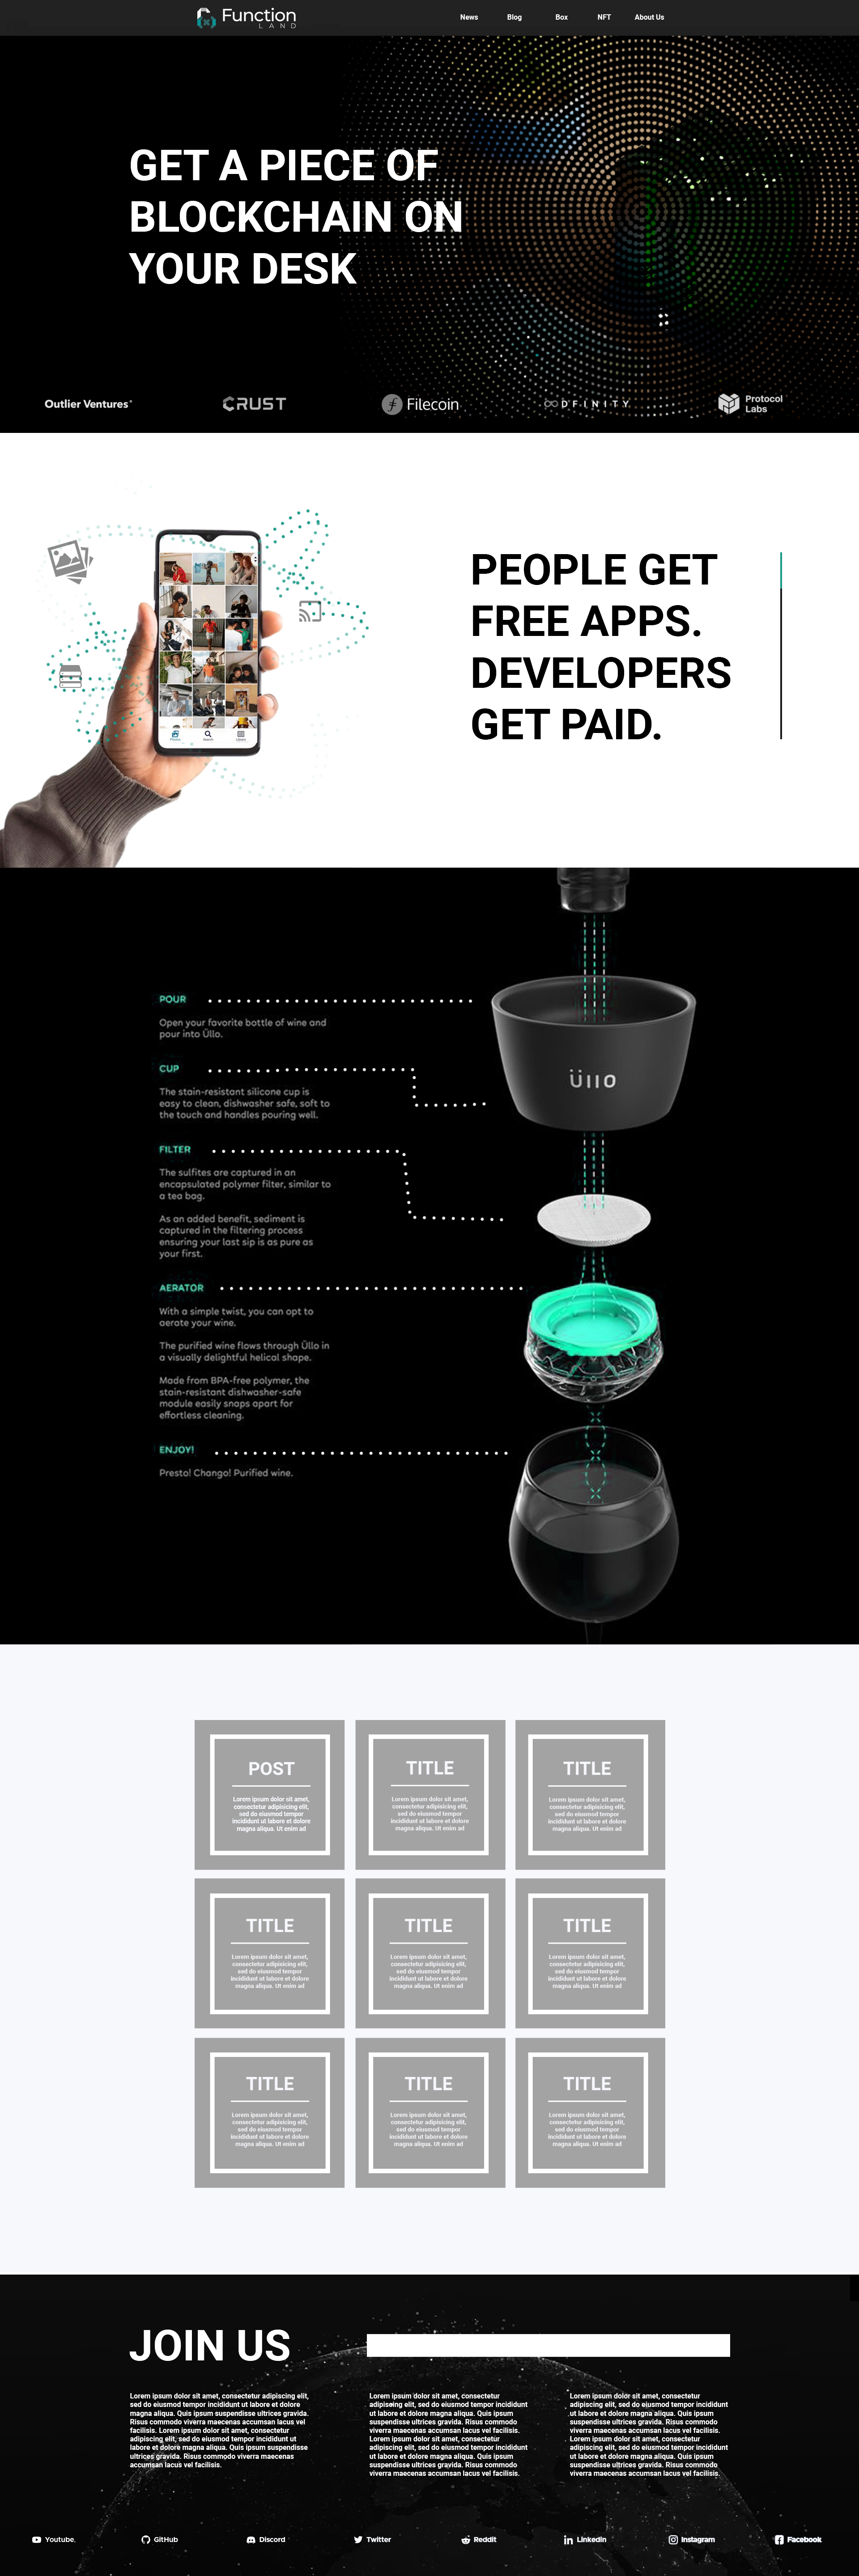 Function
LAND
News Blog Box NFT About Us
GET A PIECE OF
BLOCKCHAIN ON
YOUR DESK
Outlier Ventures
CRUST
Filecoin
DFINITY
Protocol
Labs
Photos Search Library
PEOPLE GET
FREE APPS.
DEVELOPERS
GET PAID.
POUR
Open your favorite bottle of wine and
pour into Üllo.
CUP
The stain-resistant silicone cup is
easy to clean, dishwasher safe, soft to
the touch and handles pouring well.
FILTER
The sulfites are captured in an
encapsulated polymer filter, similar to
a tea bag.
As an added benefit, sediment is
captured in the filtering process
ensuring your last sip is as pure as
your first.
AERATOR
With a simple twist, you can opt to
aerate your wine.
The purified wine flows through Üllo in
a visually delightful helical shape.
Made from BPA-free polymer, the
stain-resistant dishwasher-safe
module easily snaps apart for
effortless cleaning.
ENJOY!
Presto! Chango! Purified wine.
üllo
POST
Lorem ipsum dolor sit amet,
consectetur adipisicing elit,
sed do eiusmod tempor
incididunt ut labore et dolore
magna aliqua. Ut enim ad
TITLE
Lorem ipsum dolor sit amet,
consectetur adipisicing elit,
sed do eiusmod tempor
incididunt ut labore et dolore
magna aliqua. Ut enim ad
TITLE
Lorem ipsum dolor sit amet,
consectetur adipisicing elit,
sed do eiusmod tempor
incididunt ut labore et dolore
magna aliqua. Ut enim ad
TITLE
Lorem ipsum dolor sit amet,
consectetur adipisicing elit,
sed do eiusmod tempor
incididunt ut labore et dolore
magna aliqua. Ut enim ad
TITLE
Lorem ipsum dolor sit amet,
consectetur adipisicing elit,
sed do eiusmod tempor
incididunt ut labore et dolore
magna aliqua. Ut enim ad
TITLE
Lorem ipsum dolor sit amet,
consectetur adipisicing elit,
sed do eiusmod tempor
incididunt ut labore et dolore
magna aliqua. Ut enim ad
TITLE
Lorem ipsum dolor sit amet,
consectetur adipisicing elit,
sed do eiusmod tempor
incididunt ut labore et dolore
magna aliqua. Ut enim ad
TITLE
Lorem ipsum dolor sit amet,
consectetur adipisicing elit,
sed do eiusmod tempor
incididunt ut labore et dolore
magna aliqua. Ut enim ad
TITLE
Lorem ipsum dolor sit amet,
consectetur adipisicing elit,
sed do eiusmod tempor
incididunt ut labore et dolore
magna aliqua. Ut enim ad
JOIN US
Lorem ipsum dolor sit amet, consectetur adipiscing elit,
sed do eiusmod tempor incididunt ut labore et dolore
magna aliqua. Quis ipsum suspendisse ultrices gravida.
Risus commodo viverra maecenas accumsan lacus vel
facilisis. Lorem ipsum dolor sit amet, consectetur
adipiscing elit, sed do eiusmod tempor incididunt ut
labore et dolore magna aliqua. Quis ipsum suspendisse
ultrices gravida. Risus commodo viverra maecenas
accumsan lacus vel facilisis.
Lorem ipsum dolor sit amet, consectetur
adipiscing elit, sed do eiusmod tempor incididunt
ut labore et dolore magna aliqua. Quis ipsum
suspendisse ultrices gravida. Risus commodo
viverra maecenas accumsan lacus vel facilisis.
Lorem ipsum dolor sit amet, consectetur
adipiscing elit, sed do eiusmod tempor incididunt
ut labore et dolore magna aliqua. Quis ipsum
suspendisse ultrices gravida. Risus commodo
viverra maecenas accumsan lacus vel facilisis.
Lorem ipsum dolor sit amet, consectetur
adipiscing elit, sed do eiusmod tempor incididunt
ut labore et dolore magna aliqua. Quis ipsum
suspendisse ultrices gravida. Risus commodo
viverra maecenas accumsan lacus vel facilisis.
Lorem ipsum dolor sit amet, consectetur
adipiscing elit, sed do eiusmod tempor incididunt
ut labore et dolore magna aliqua. Quis ipsum
suspendisse ultrices gravida. Risus commodo
viverra maecenas accumsan lacus vel facilisis.
Youtube GitHub Discord Twitter Reddit Linkedin Instagram Facebook